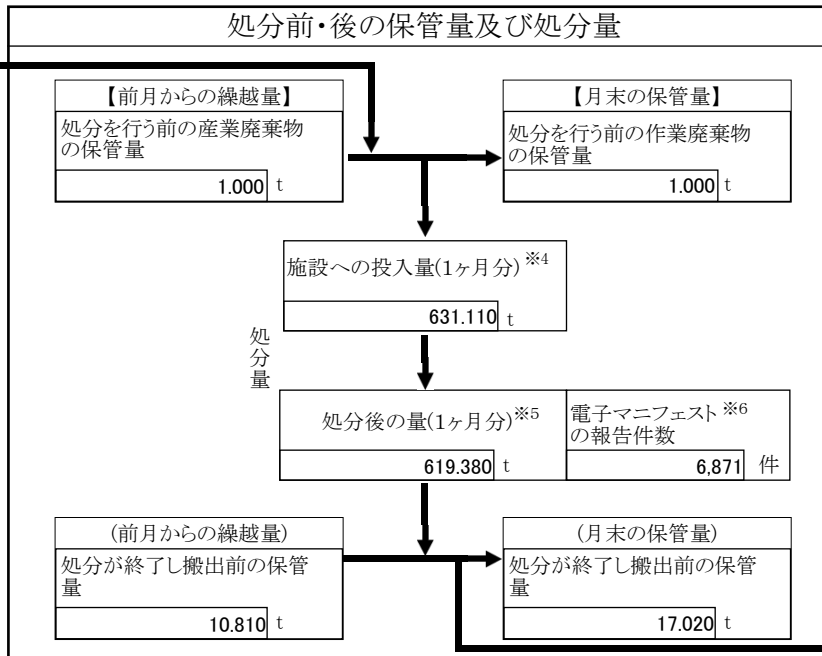 処分前・後の保管量及び処分量
【前月からの繰越量】
処分を行う前の産業廃棄物
の保管量
1.000 t
【月末の保管量】
処分を行う前の作業廃棄物
の保管量
1.000 t
施設への投入量(1ヶ月分)※4
631.110 t
処分量
処分後の量(1ヶ月分)※5
619.380 t
電子マニフェスト※6
の報告件数
6,871 件
(前月からの繰越量)
処分が終了し搬出前の保管
量
10.810 t
(月末の保管量)
処分が終了し搬出前の保管
量
17.020 t